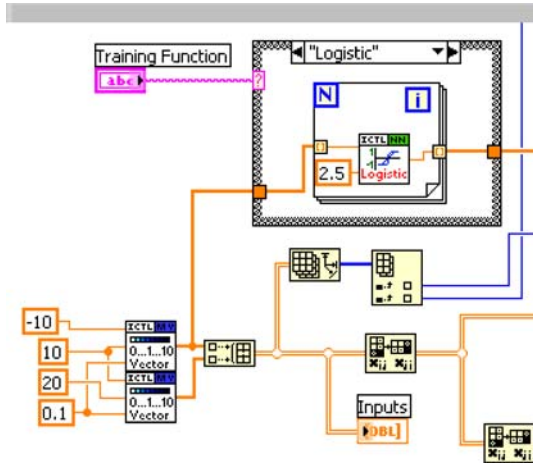 Training Function
abc
?
"Logistic"
N
i
ICTL NN
2.5
Logistic
-10
10
20
0.1
ICTL MV
0...1...10
Vector
ICTL MV
0...1...10
Vector
Inputs
DBL]